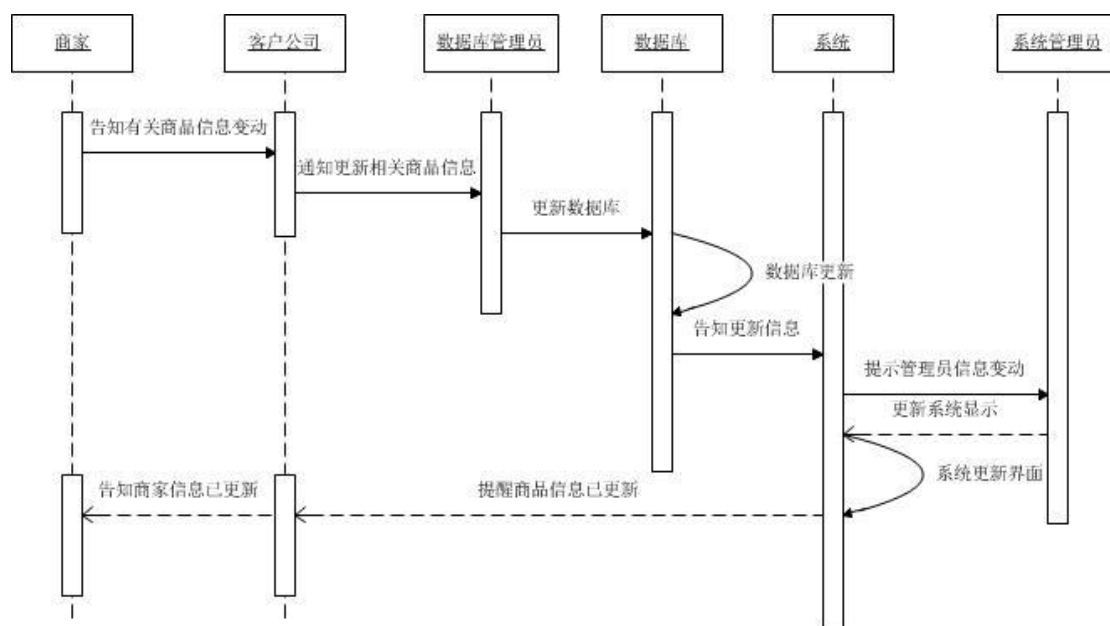 商家
客户公司
数据库管理员
数据库
系统
系统管理员
告知有关商品信息变动
通知更新相关商品信息
更新数据库
数据库更新
告知更新信息
提示管理员信息变动
更新系统显示
系统更新界面
告知商家信息已更新
提醒商品信息已更新